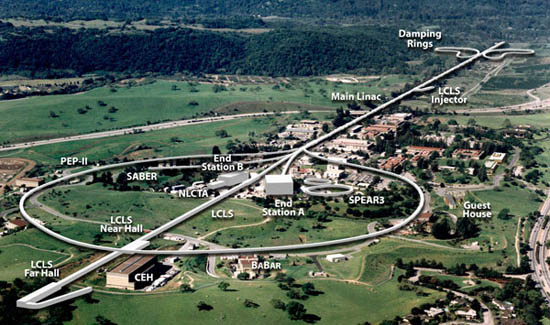 Damping
Rings
Main Linac
LCLS
Injector
PEP-II
End
Station B
SABER
NLCTA
End
Station A
SPEAR3
Guest
House
LCLS
Near Hall
LCLS
LCLS
Far Hall
CEH
BABAR